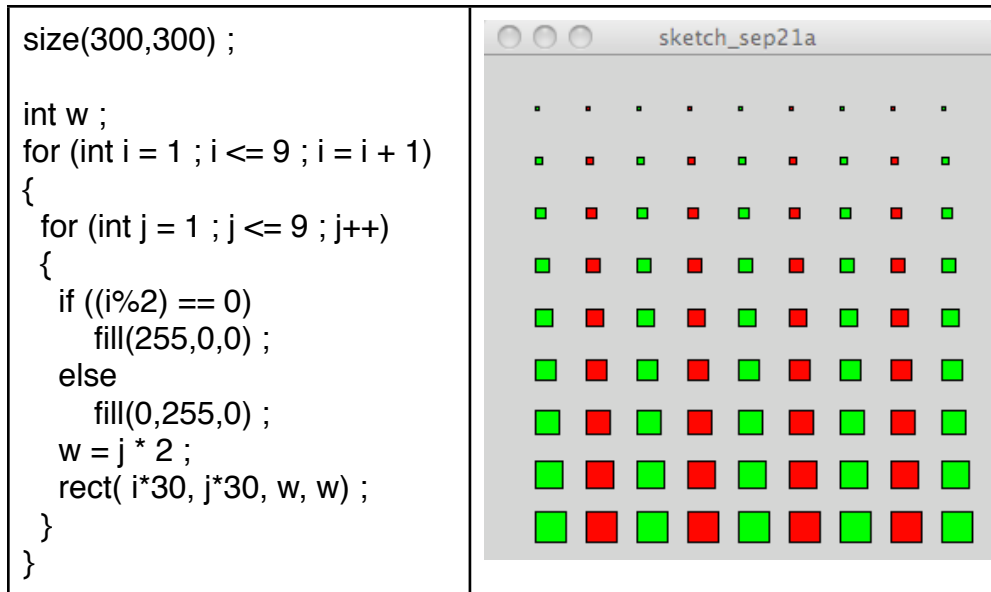 size(300,300) ;
int w ;
for (int i = 1 ; i <= 9 ; i = i + 1)
{
for (int j = 1 ; j <= 9 ; j++)
{
if ((i%2) == 0)
fill(255,0,0) ;
else
fill(0,255,0) ;
w = j * 2 ;
rect( i*30, j*30, w, w) ;
}
}
sketch_sep21a